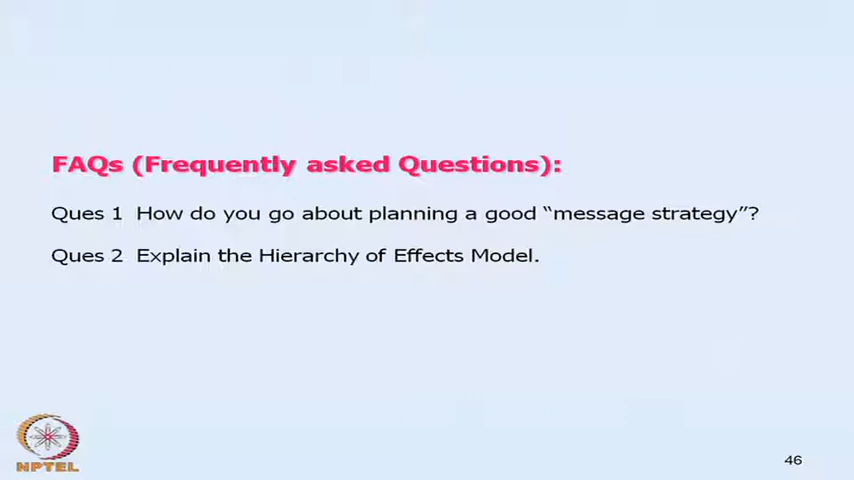 FAQs (Frequently asked Questions):
Ques 1 How do you go about planning a good “message strategy”?
Ques 2 Explain the Hierarchy of Effects Model.
NPTEL
46